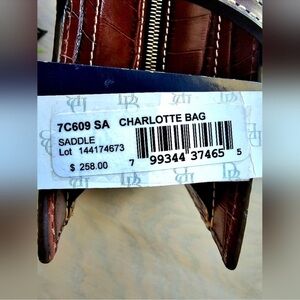 7C609 SA CHARLOTTE BAG
SADDLE
Lot 144174673
$ 258.00
7 99344 37465 5